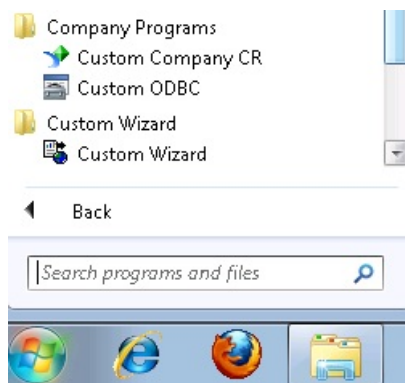 Company Programs
Custom Company CR
Custom ODBC
Custom Wizard
Custom Wizard
Back
Search programs and files